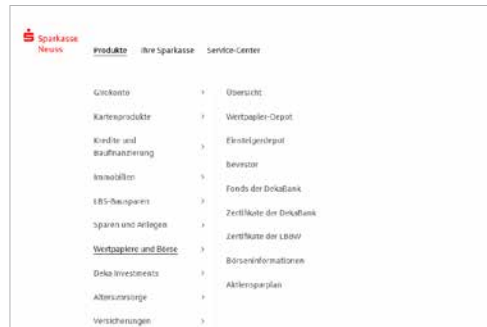 Sparkasse
Neuss
Produkte Ihre Sparkasse Service-Center
Girokonto
Kartenprodukte
Kredite und
Baufinanzierung
Immobilien
LBS-Bausparen
Sparen und Anlegen
Wertpapiere und Börse
Deka Investments
Altersvorsorge
Versicherungen
Übersicht
Wertpapier-Depot
Einsteigerdepot
bevestor
Fonds der DekaBank
Zertifikate der DekaBank
Zertifikate der LBBW
Börseninformationen
Aktiensparplan